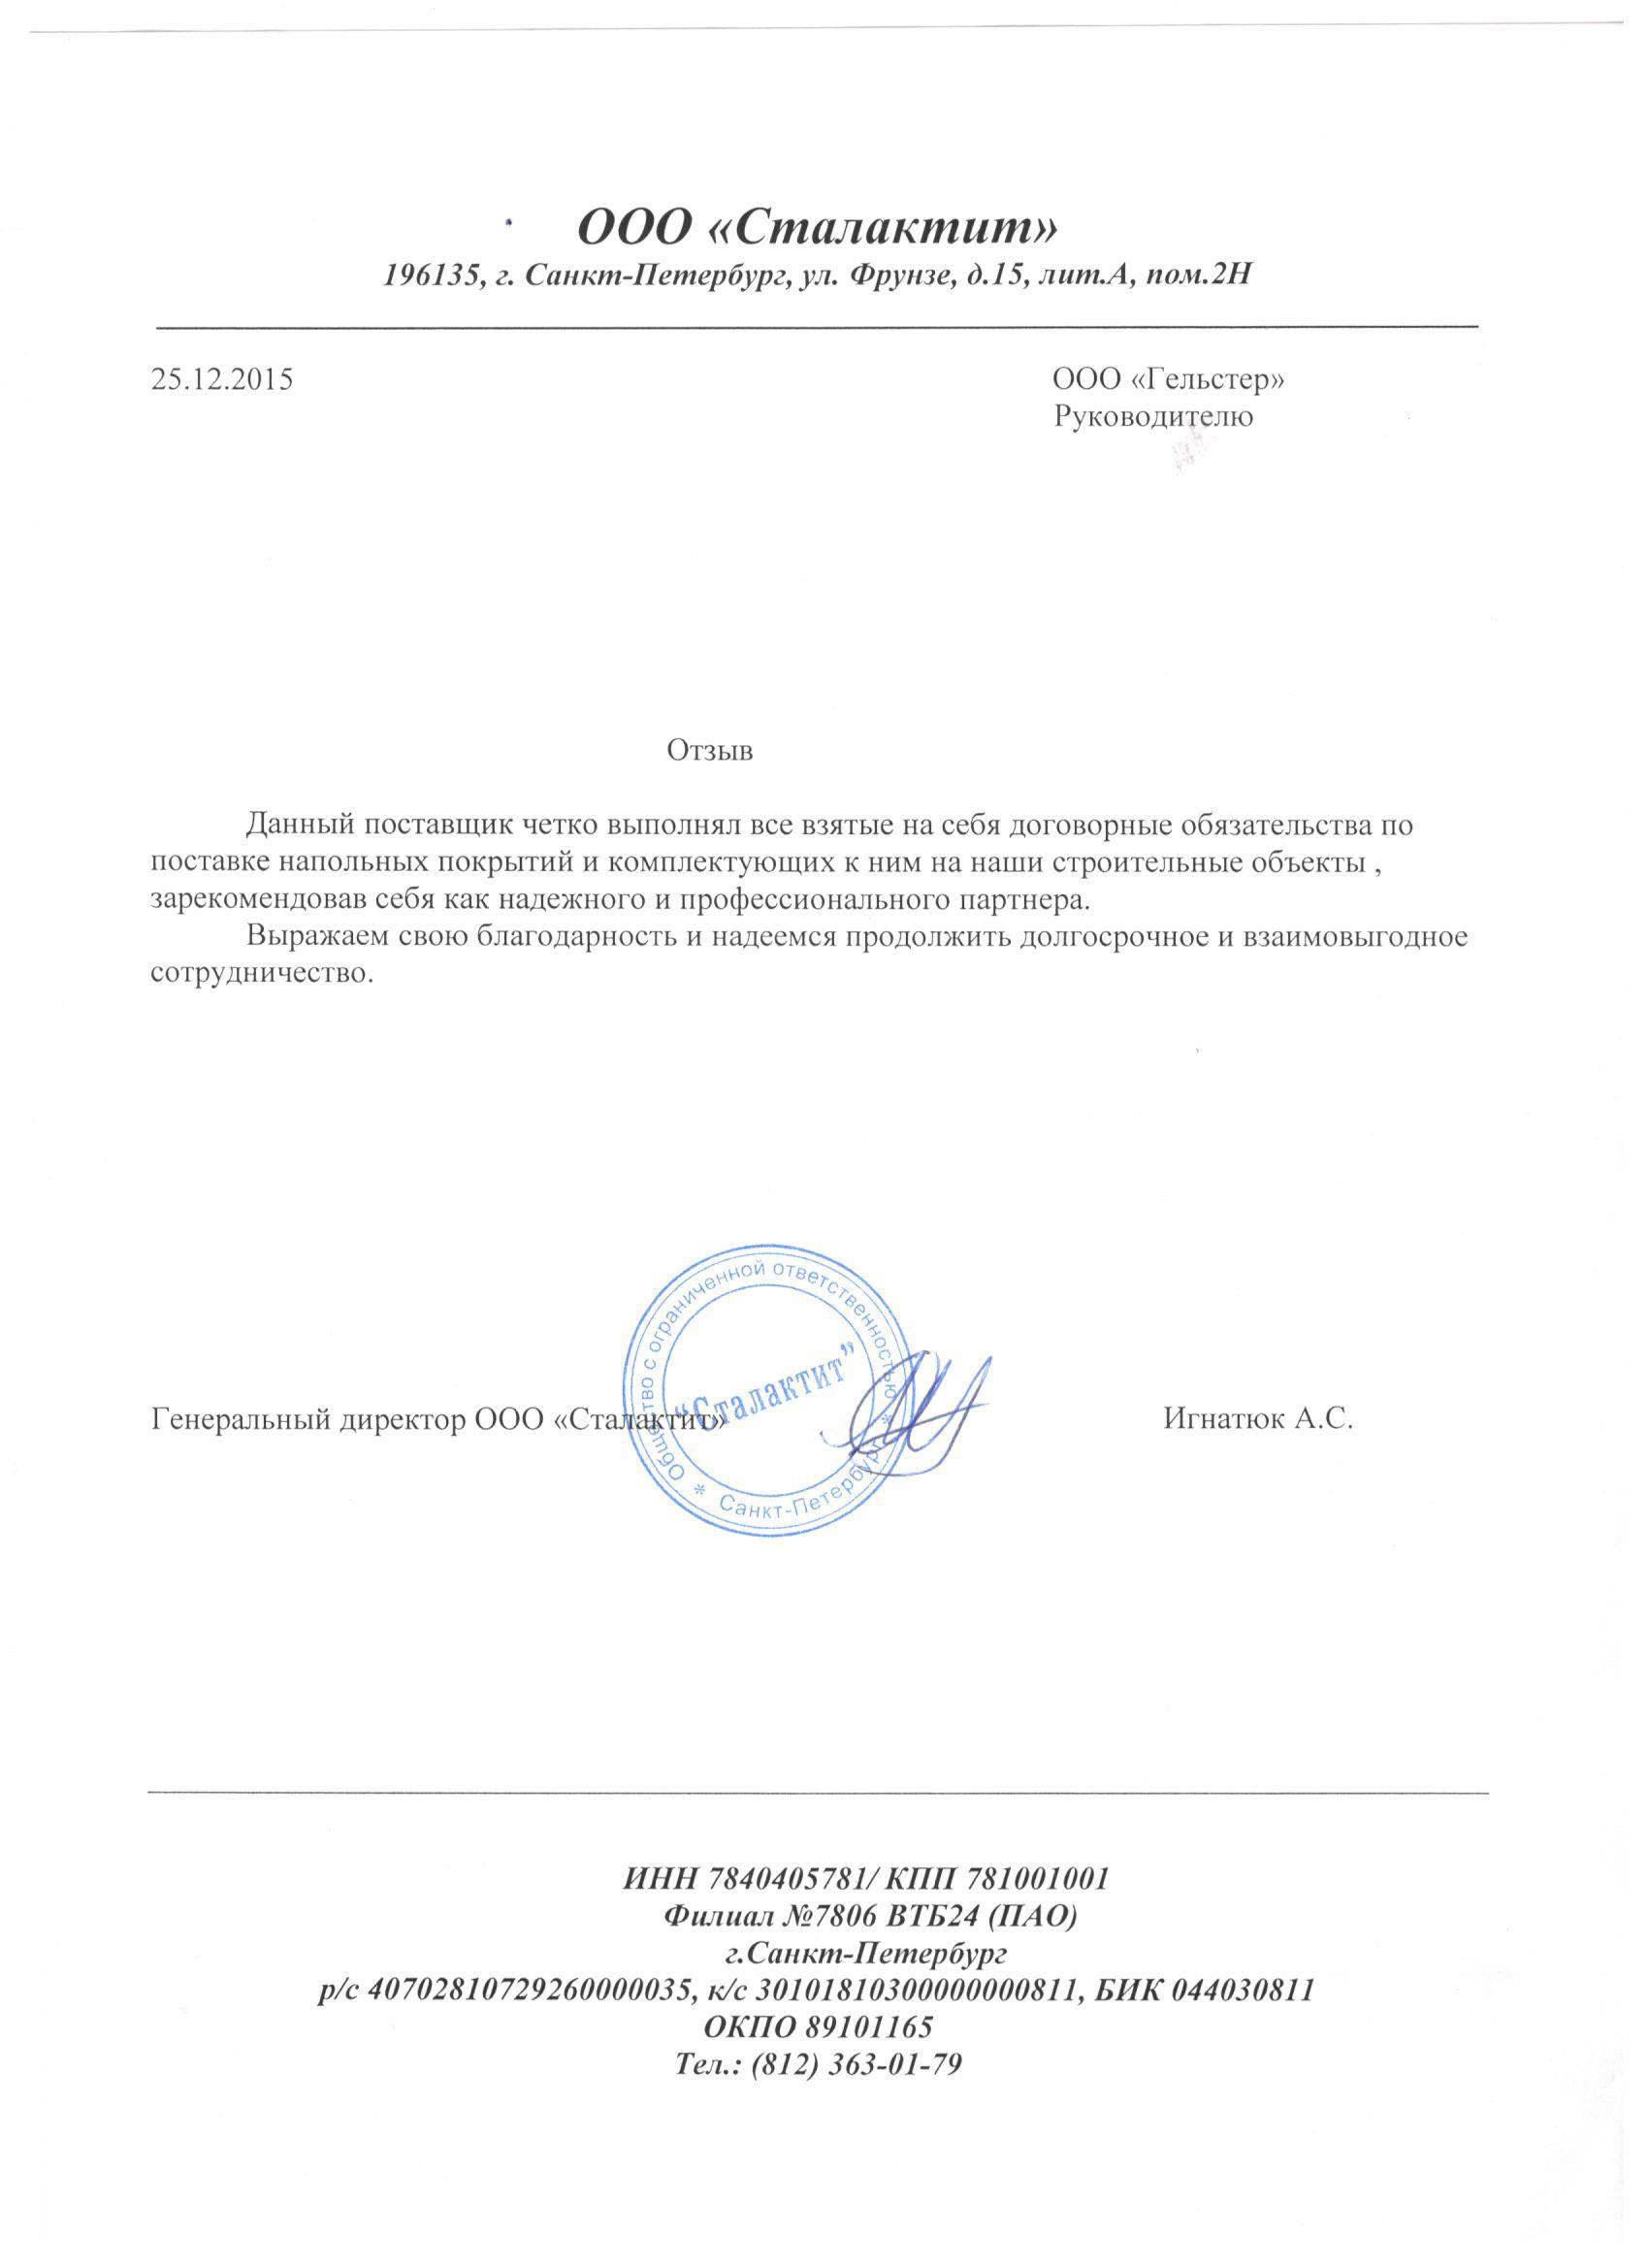 ООО «Сталактит»
196135, г. Санкт-Петербург, ул. Фрунзе, д.15, лит.А, пом.2Н
25.12.2015
ООО «Гельстер»
Руководителю
Отзыв
Данный поставщик четко выполнял все взятые на себя договорные обязательства по
поставке напольных покрытий и комплектующих к ним на наши строительные объекты ,
зарекомендовав себя как надежного и профессионального партнера.
Выражаем свою благодарность и надеемся продолжить долгосрочное и взаимовыгодное
сотрудничество.
Общество с ограниченной ответственностью
"Сталактит"
* Санкт-Петербург *
Генеральный директор ООО «Сталактит»
Игнатюк А.С.
ИНН 7840405781/ КПП 781001001
Филиал №7806 ВТБ24 (ПАО)
г.Санкт-Петербург
р/с 40702810729260000035, к/с 30101810300000000811, БИК 044030811
ОКПО 89101165
Тел.: (812) 363-01-79